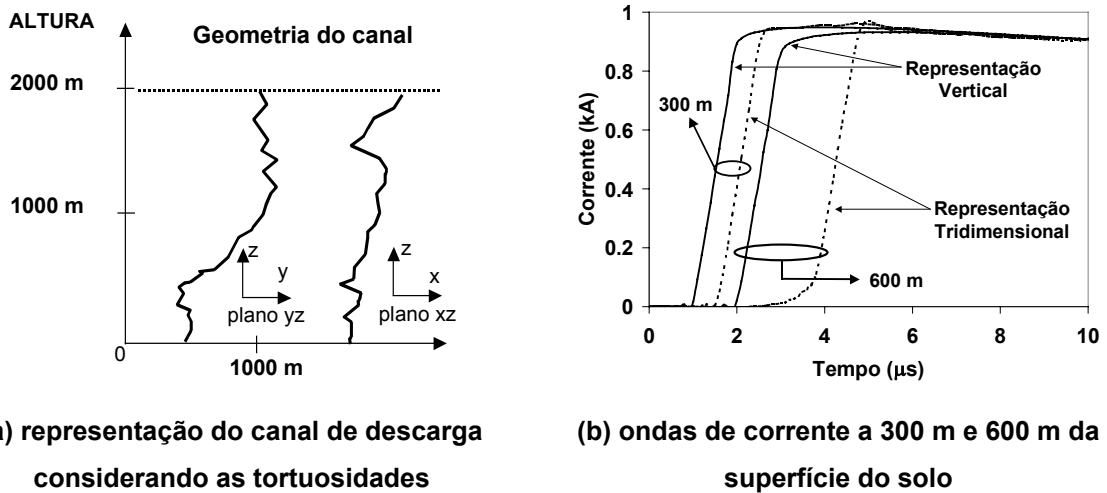 ALTURA
Geometria do canal
2000 m
1000 m
z
y
plano yz
z
x
plano xz
0
1000 m
1
0.8
0.6
0.4
0.2
0
Corrente (kA)
Representação
Vertical
300 m
Representação
Tridimensional
600 m
0 2 4 6 8 10
Tempo (μs)
a) representação do canal de descarga
considerando as tortuosidades
(b) ondas de corrente a 300 m e 600 m da
superfície do solo